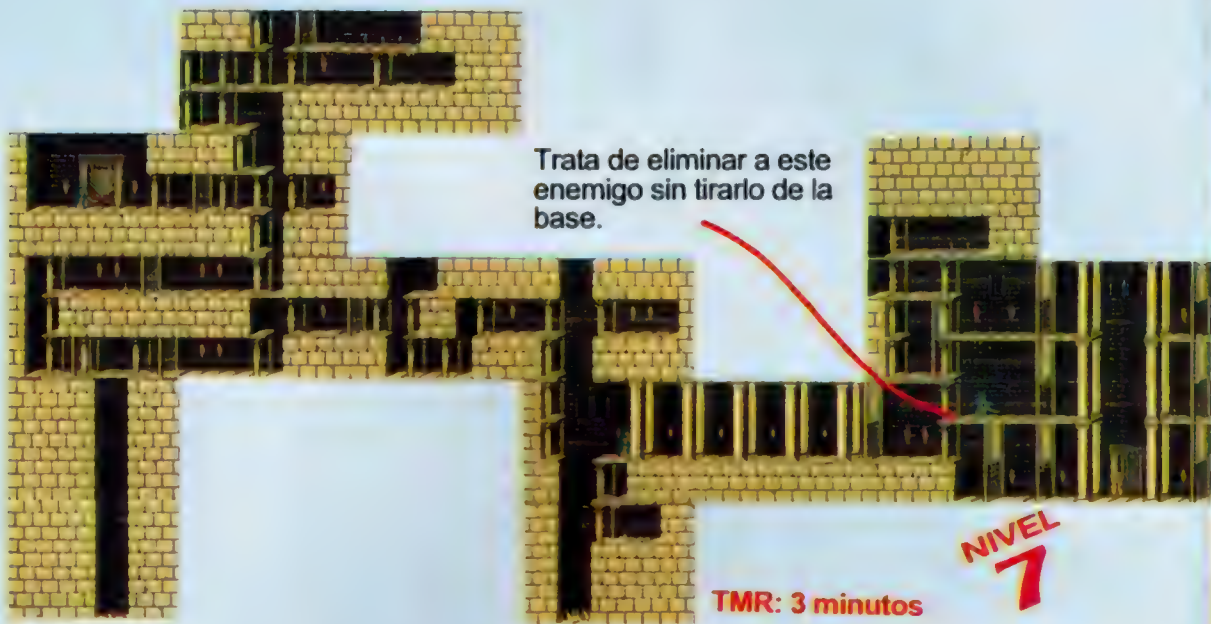 Trata de eliminar a este
enemigo sin tirarlo de la
base.
NIVEL
7
TMR: 3 minutos